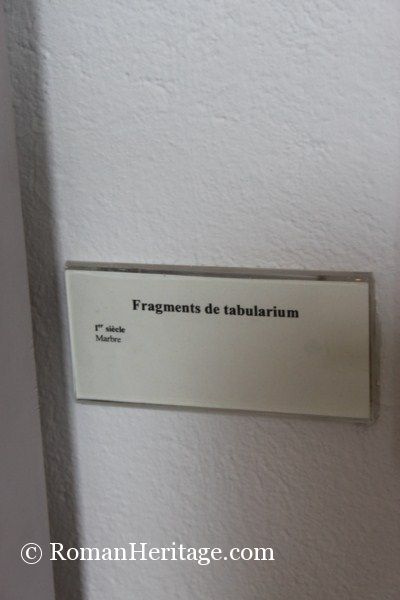 Fragments de tabularium
Ier siècle
Marbre
© RomanHeritage.com